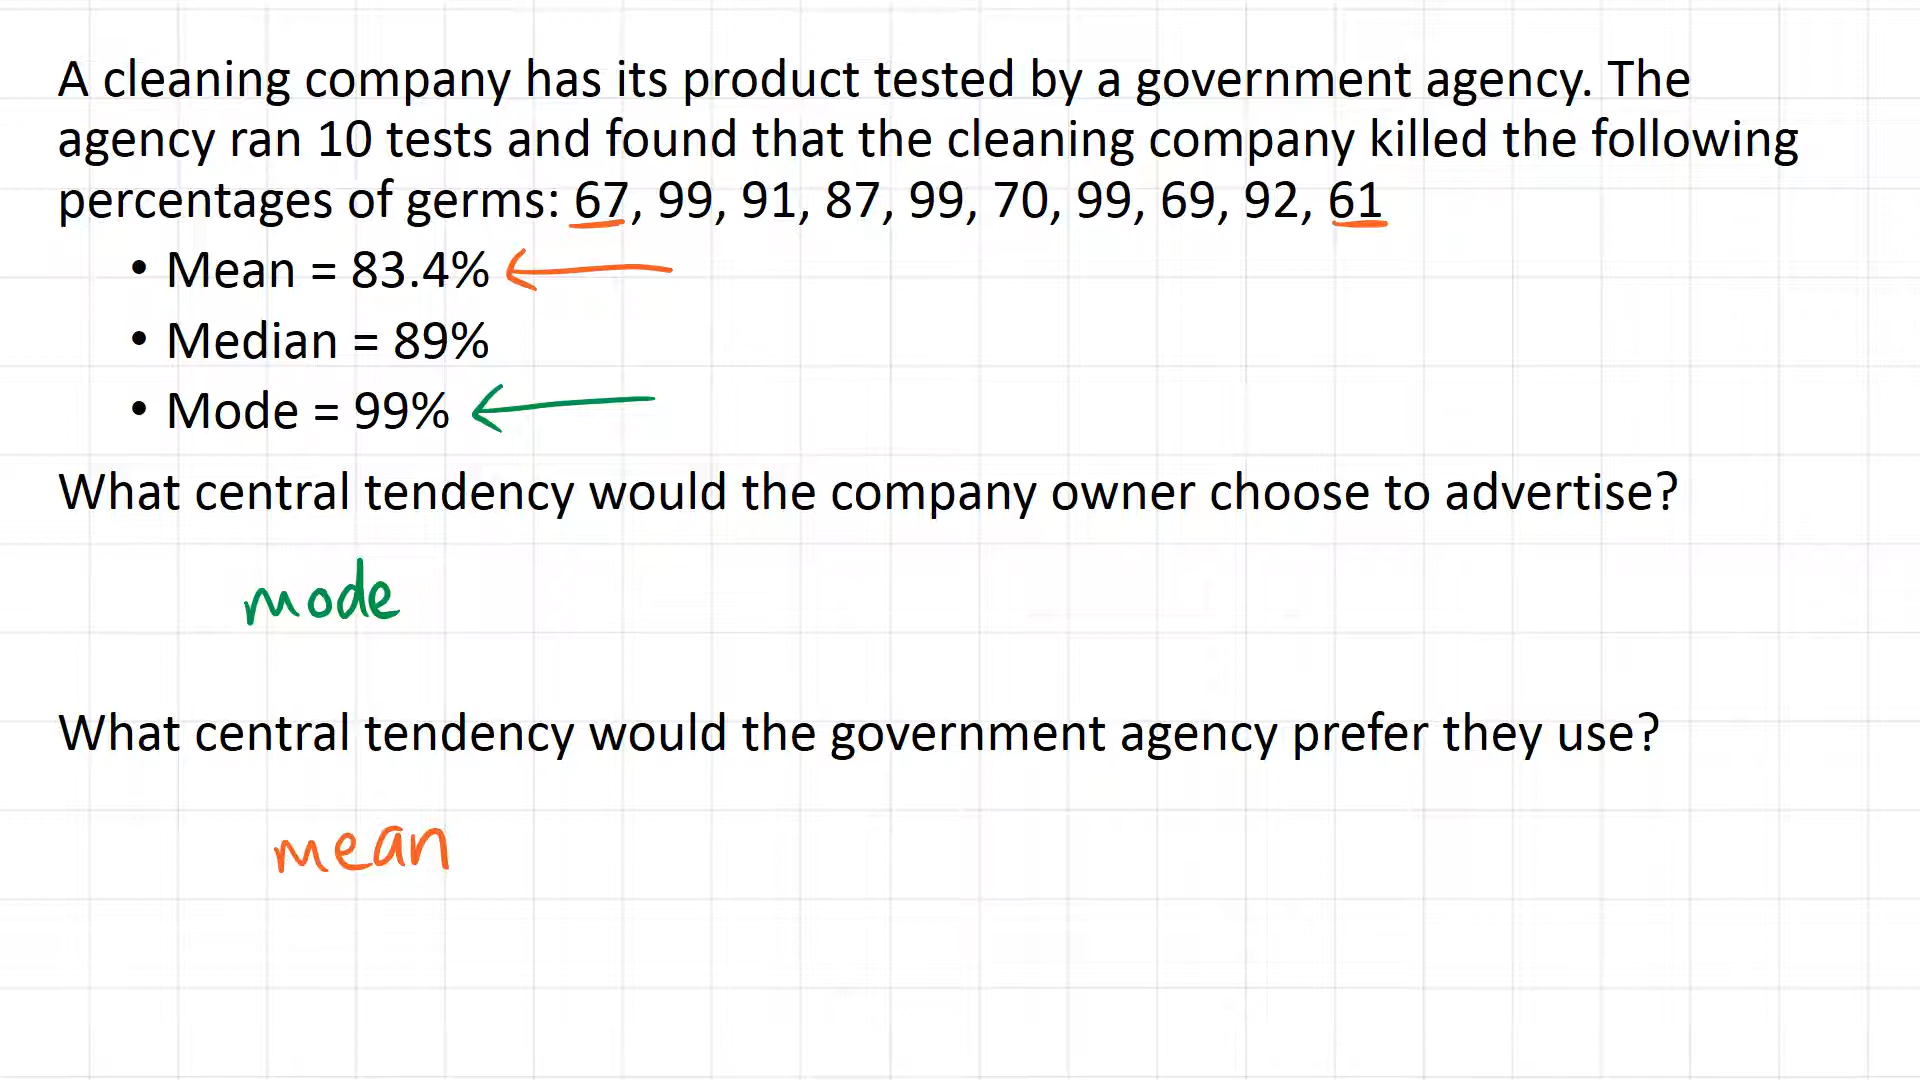 A cleaning company has its product tested by a government agency. The
agency ran 10 tests and found that the cleaning company killed the following
percentages of germs: 67, 99, 91, 87, 99, 70, 99, 69, 92, 61
• Mean = 83.4%
• Median = 89%
• Mode = 99%
What central tendency would the company owner choose to advertise?
mode
What central tendency would the government agency prefer they use?
mean